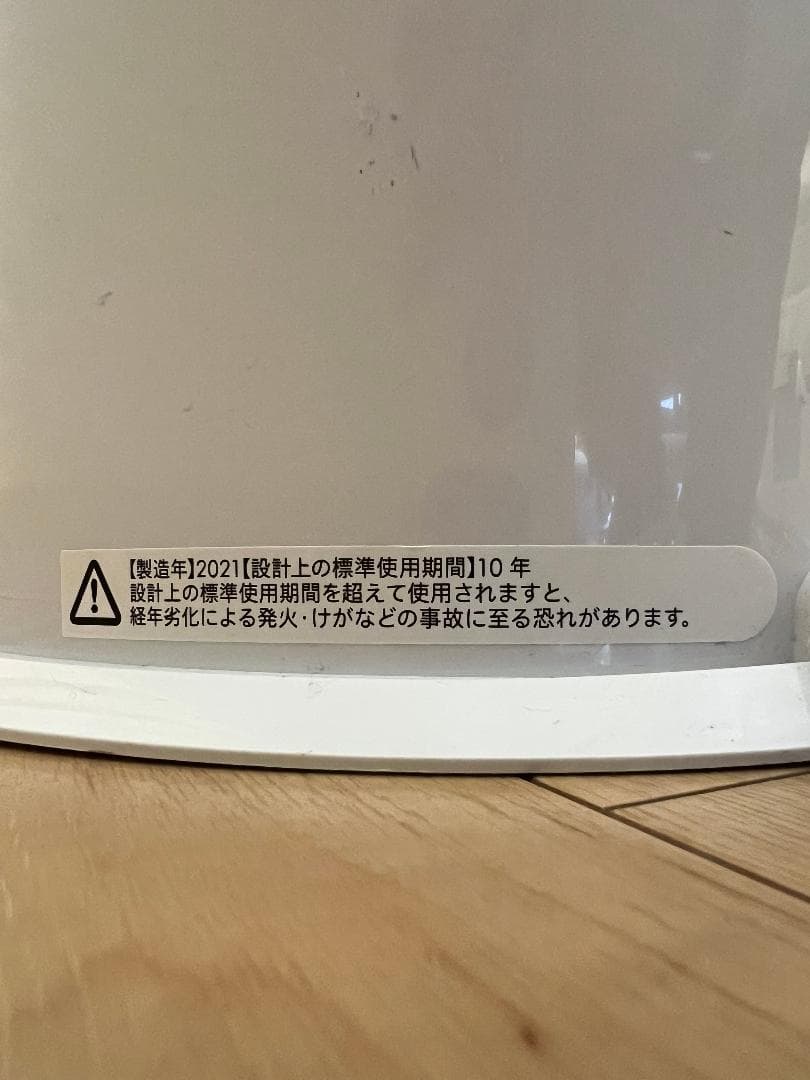 【製造年】2021【設計上の標準使用期間】10 年
設計上の標準使用期間を超えて使用されますと、
経年劣化による発火・けがなどの事故に至る恐れがあります。